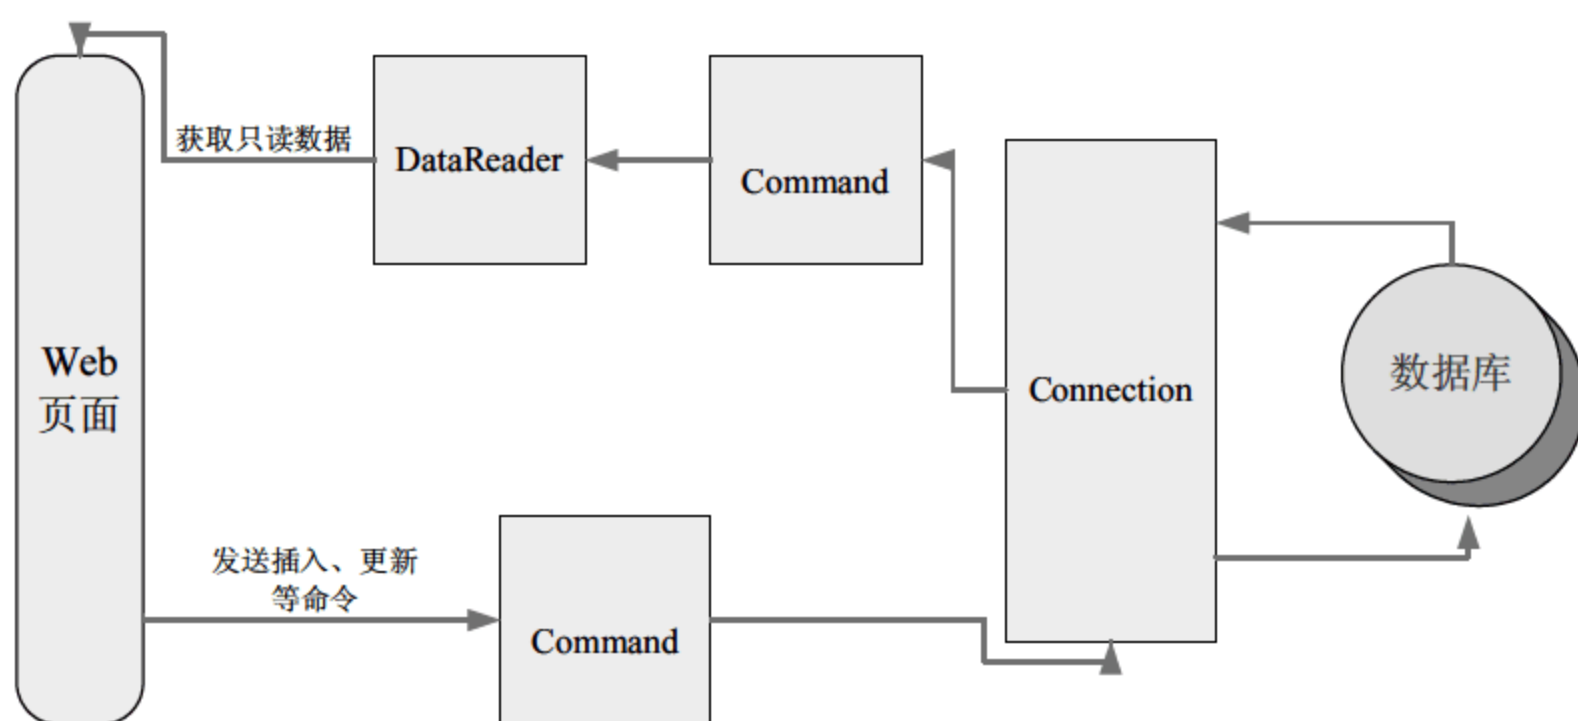 获取只读数据
DataReader
Command
Connection
数据库
Web
页面
发送插入、更新
等命令
Command